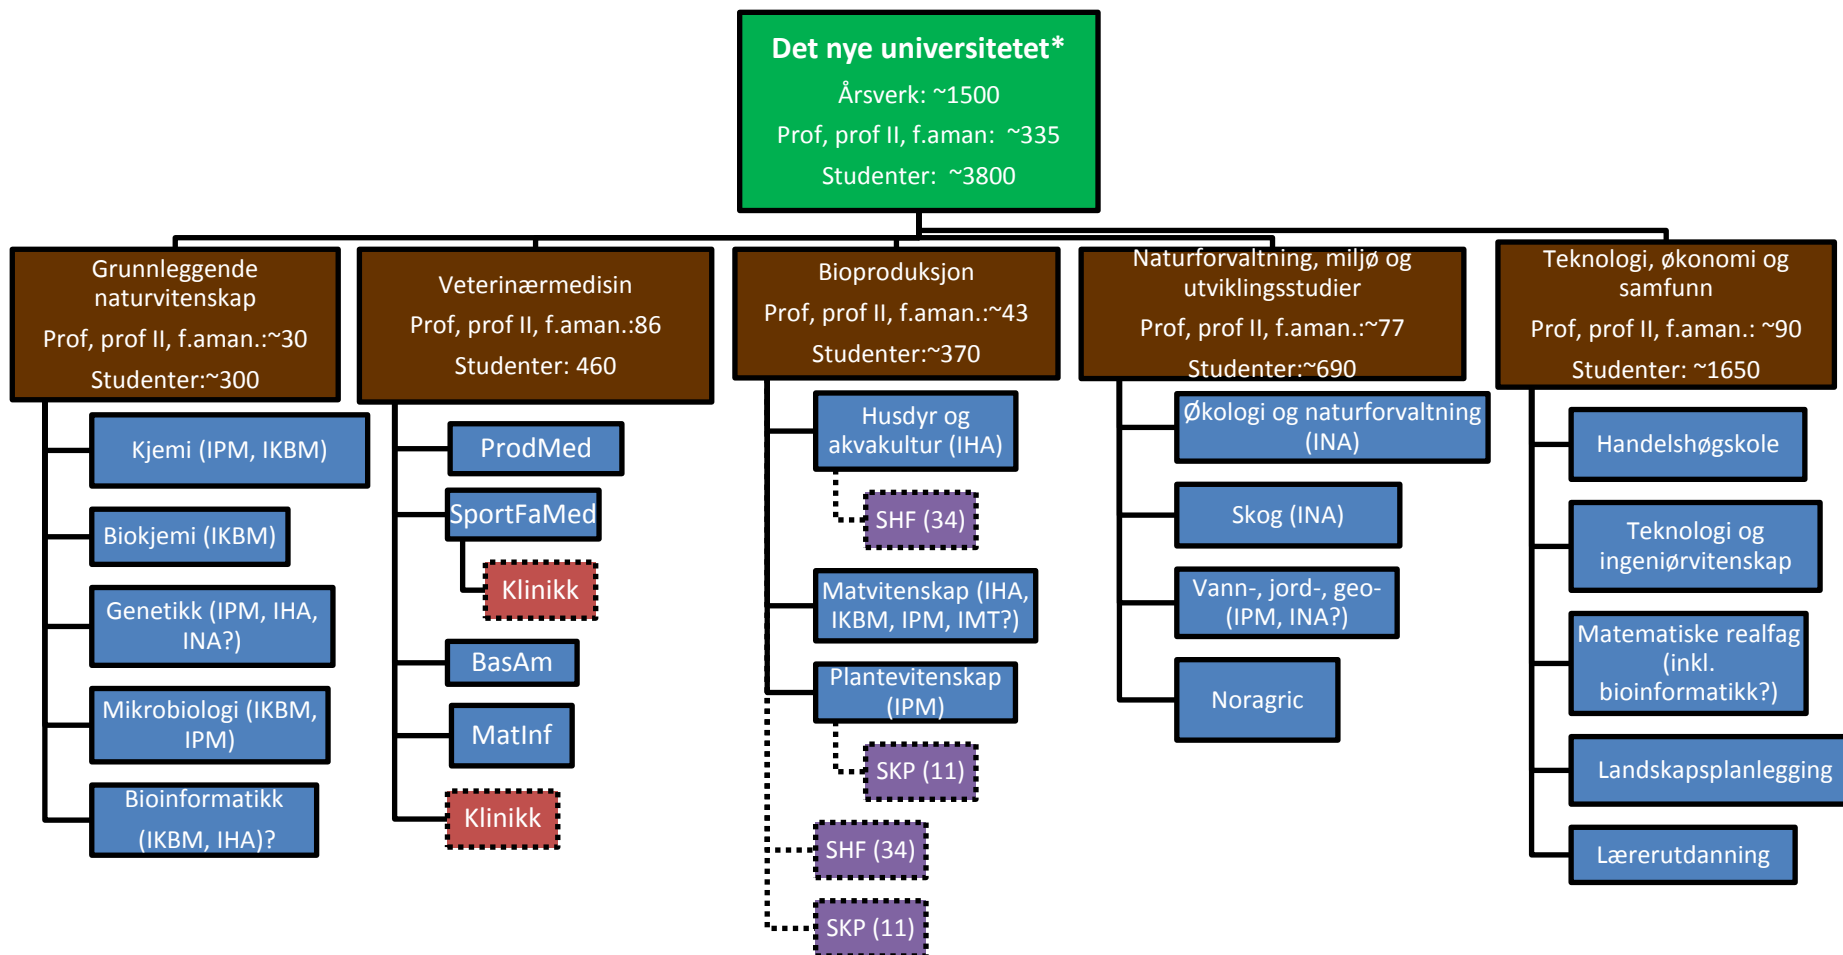 Det nye universitetet*
Årsverk: ~1500
Prof, prof II, f.aman: ~335
Studenter: ~3800
Grunnleggende
naturvitenskap
Prof, prof II, f.aman.:~30
Studenter:~300
Kjemi (IPM, IKBM)
Biokjemi (IKBM)
Genetikk (IPM, IHA,
INA?)
Mikrobiologi (IKBM,
IPM)
Bioinformatikk
(IKBM, IHA)?
Veterinærmedisin
Prof, prof II, f.aman.:86
Studenter: 460
ProdMed
SportFaMed
Klinikk
BasAm
MatInf
Klinikk
Bioproduksjon
Prof, prof II, f.aman.:~43
Studenter:~370
Husdyr og
akvakultur (IHA)
SHF (34)
Matvitenskap (IHA,
IKBM, IPM, IMT?)
Plantevitenskap
(IPM)
SKP (11)
SHF (34)
SKP (11)
Naturforvaltning, miljø og
utviklingsstudier
Prof, prof II, f.aman.:~77
Studenter:~690
Økologi og naturforvaltning
(INA)
Skog (INA)
Vann-, jord-, geo-
(IPM, INA?)
Noragric
Teknologi, økonomi og
samfunn
Prof, prof II, f.aman.: ~90
Studenter: ~1650
Handelshøgskole
Teknologi og
ingeniørvitenskap
Matematiske realfag
(inkl.
bioinformatikk?)
Landskapsplanlegging
Lærerutdanning